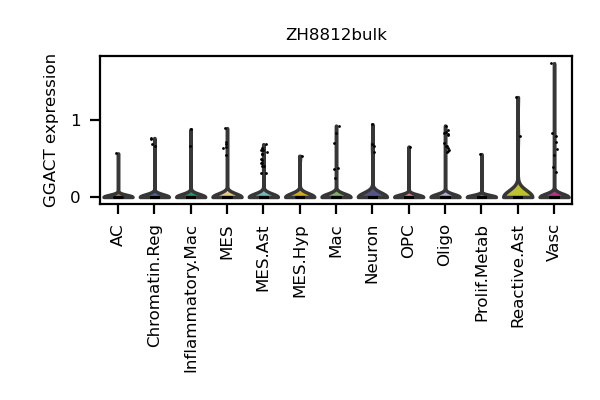 ZH8812bulk
GGACT expression
1
0
AC
Chromatin.Reg
Inflammatory.Mac
MES
MES.Ast
MES.Hyp
Mac
Neuron
OPC
Oligo
Prolif.Metab
Reactive.Ast
Vasc